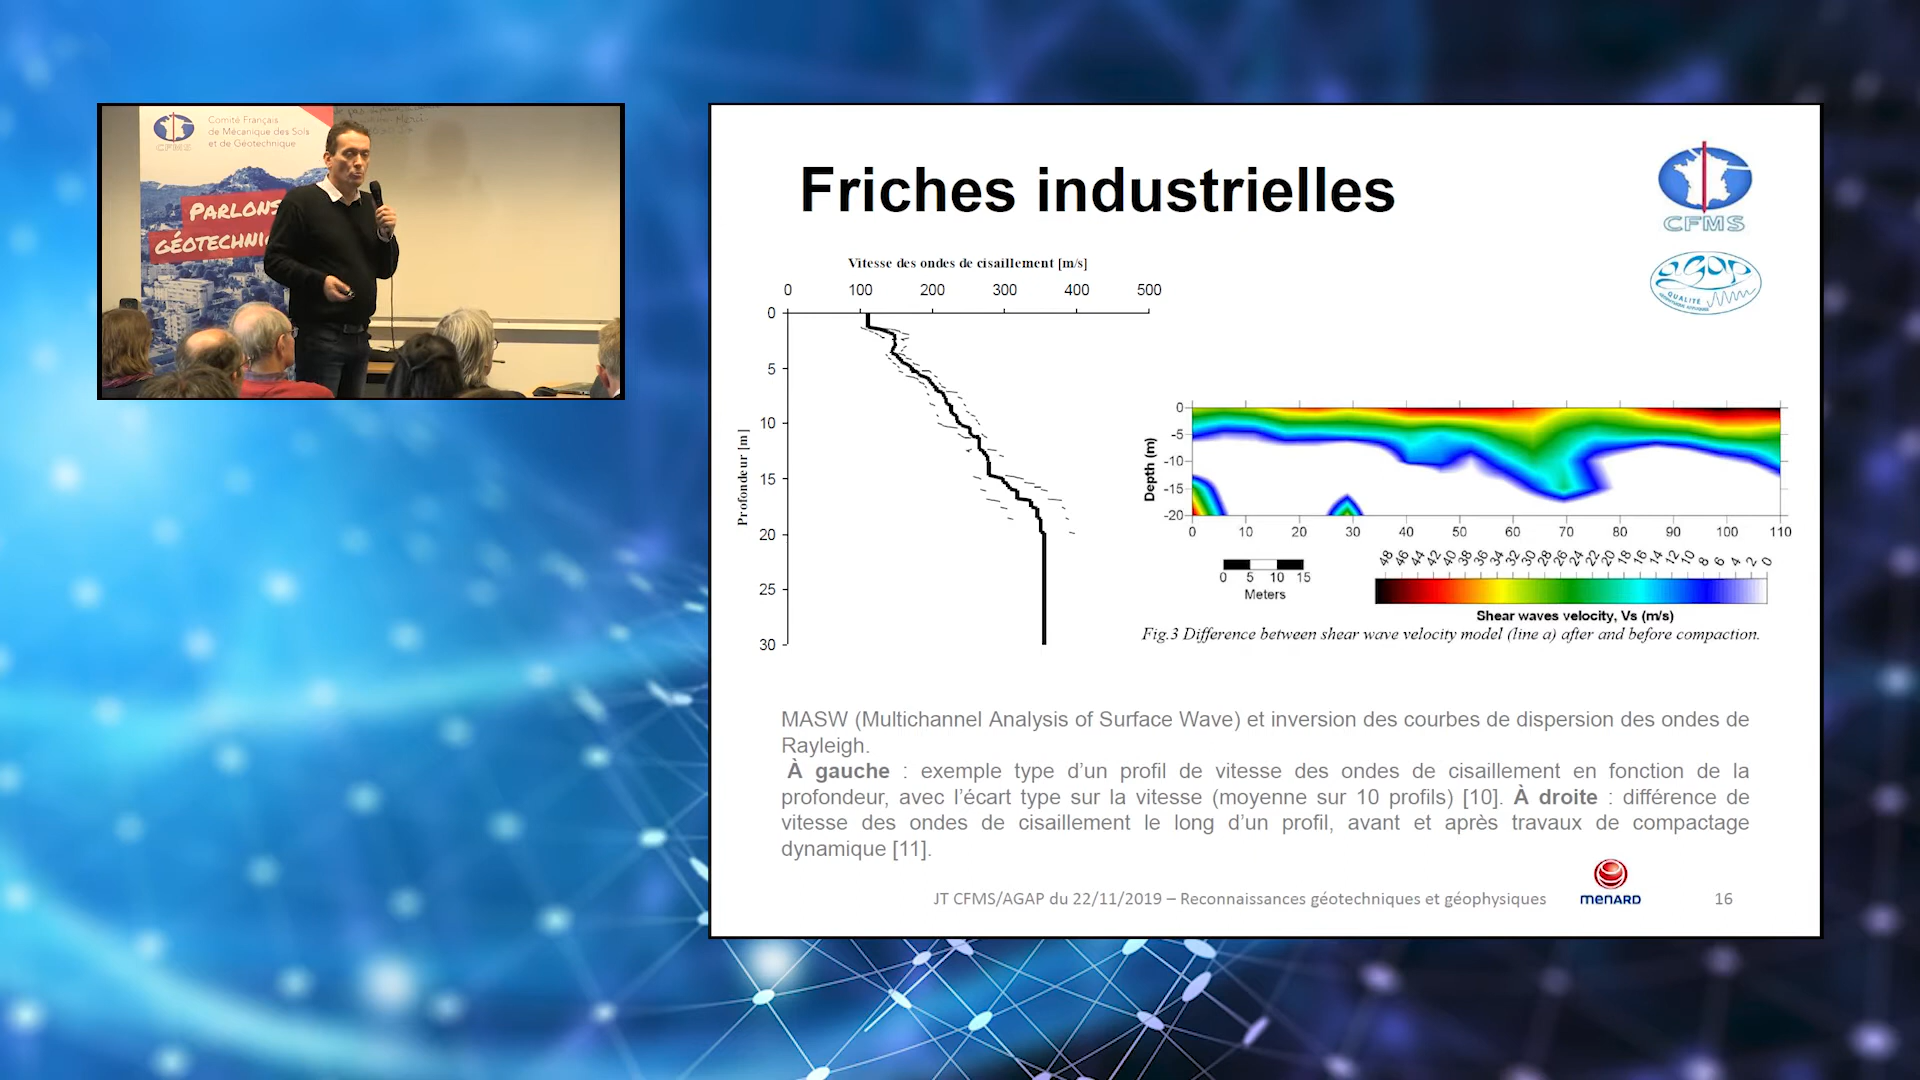 Comité Français
de Mécanique des Sols
et de Géotechnique
CFMS
PARLONS
Friches industrielles
CFMS
agap
QUALITÉ
Vitesse des ondes de cisaillement [m/s]
0 100 200 300 400 500
Profondeur [m]
0
5
10
15
20
25
30
Depth (m)
0
-5
-10
-15
-20
0 10 20 30 40 50 60 70 80 90 100 110
48 46 44 42 40 38 36 34 32 30 28 26 24 22 20 18 16 14 12 10 8 6 4 2 0
0 5 10 15
Meters
Shear waves velocity, Vs (m/s)
Fig.3 Difference between shear wave velocity model (line a) after and before compaction.
MASW (Multichannel Analysis of Surface Wave) et inversion des courbes de dispersion des ondes de
Rayleigh.
À gauche : exemple type d’un profil de vitesse des ondes de cisaillement en fonction de la
profondeur, avec l’écart type sur la vitesse (moyenne sur 10 profils) [10]. À droite : différence de
vitesse des ondes de cisaillement le long d’un profil, avant et après travaux de compactage
dynamique [11].
JT CFMS/AGAP du 22/11/2019 – Reconnaissances géotechniques et géophysiques
menARD
16